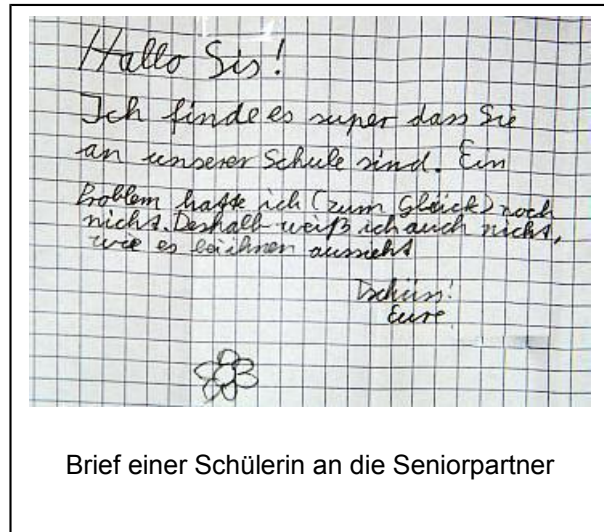 Hallo Sis!
Ich finde es super dass Sie
an unserer Schule sind. Ein
Problem hatte ich (zum Glück) noch
nicht. Deshalb weiß ich auch nicht,
wie es bei ihnen aussieht
Tschüss!
Eure
Brief einer Schülerin an die Seniorpartner